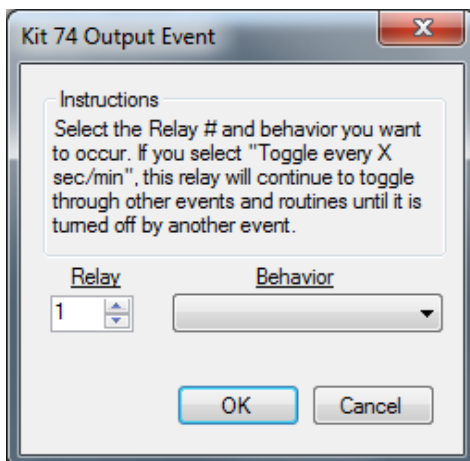 Kit 74 Output Event
Instructions
Select the Relay # and behavior you want
to occur. If you select "Toggle every X
sec/min", this relay will continue to toggle
through other events and routines until it is
turned off by another event.
Relay Behavior
1
OK Cancel